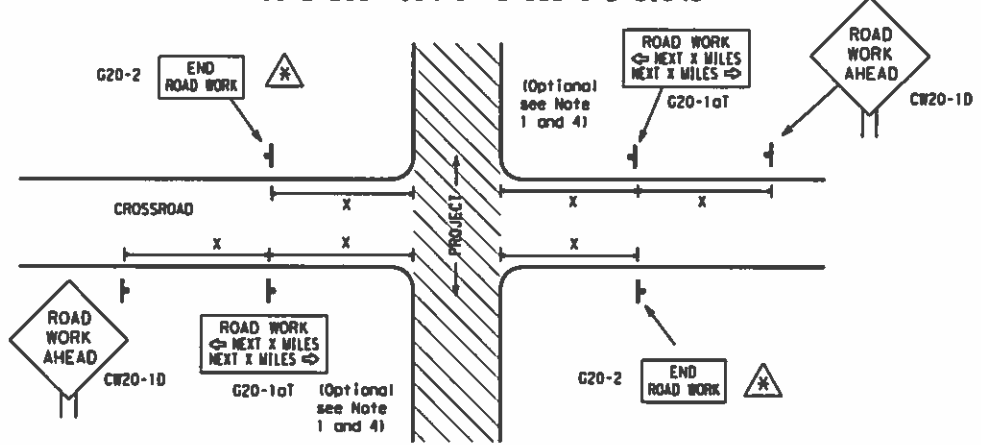 G20-2
END
ROAD WORK
*
(Optional
see Note
1 and 4)
ROAD WORK
⇦ NEXT X MILES
NEXT X MILES ⇨
G20-1aT
ROAD
WORK
AHEAD
CW20-1D
X
X
X
CROSSROAD
PROJECT
X
X
X
ROAD
WORK
AHEAD
CW20-1D
ROAD WORK
⇦ NEXT X MILES
NEXT X MILES ⇨
G20-1aT
(Optional
see Note
1 and 4)
G20-2
END
ROAD WORK
*